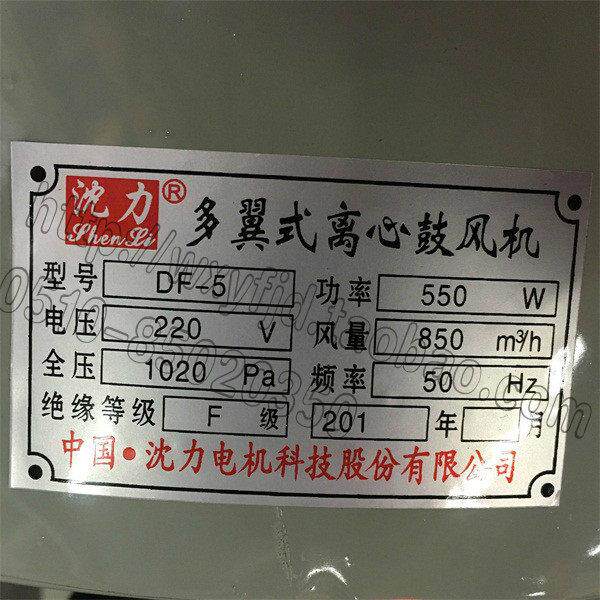 沈力®
ShenLi
多翼式离心鼓风机
型号 DF-5 功率 550 W
电压 220 V 风量 850 m³/h
全压 1020 Pa 频率 50 Hz
绝缘等级 F 级 201 年 月
中国·沈力电机科技股份有限公司